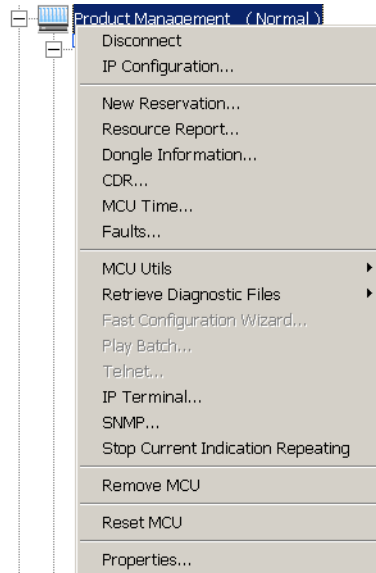 Product Management (Normal)
Disconnect
IP Configuration...
New Reservation...
Resource Report...
Dongle Information...
CDR...
MCU Time...
Faults...
MCU Utils
Retrieve Diagnostic Files
Fast Configuration Wizard...
Play Batch...
Telnet...
IP Terminal...
SNMP...
Stop Current Indication Repeating
Remove MCU
Reset MCU
Properties...